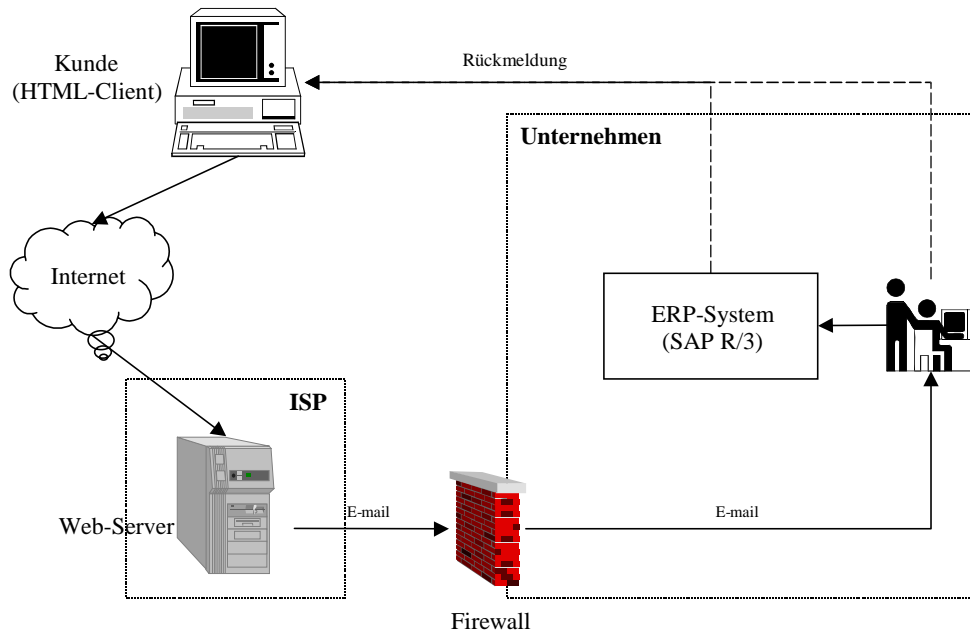 Rückmeldung
Kunde
(HTML-Client)
Unternehmen
Internet
ERP-System
(SAP R/3)
ISP
Web-Server
E-mail
E-mail
Firewall